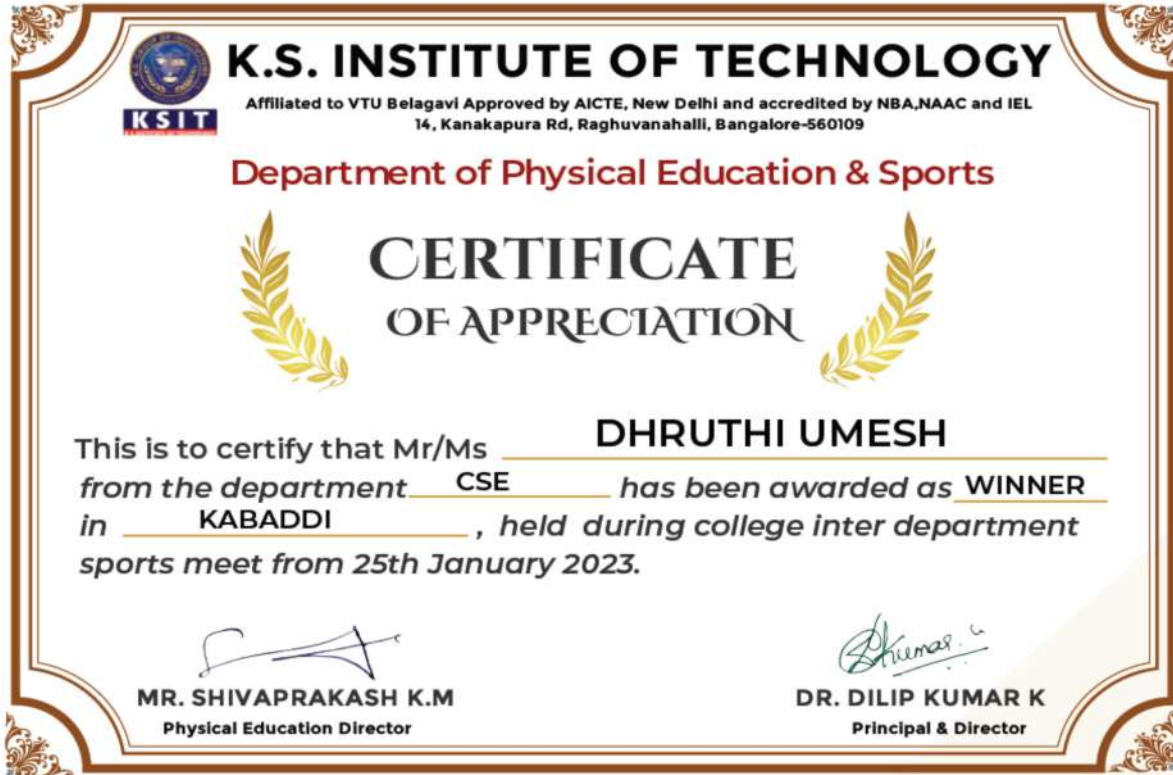 K.S. INSTITUTE OF TECHNOLOGY
Affiliated to VTU Belagavi Approved by AICTE, New Delhi and accredited by NBA,NAAC and IEL
14, Kanakapura Rd, Raghuvanahalli, Bangalore-560109
KSIT
Department of Physical Education & Sports
CERTIFICATE
OF APPRECIATION
This is to certify that Mr/Ms DHRUTHI UMESH
from the department CSE has been awarded as WINNER
in KABADDI , held during college inter department
sports meet from 25th January 2023.
MR. SHIVAPRAKASH K.M
Physical Education Director
DR. DILIP KUMAR K
Principal & Director